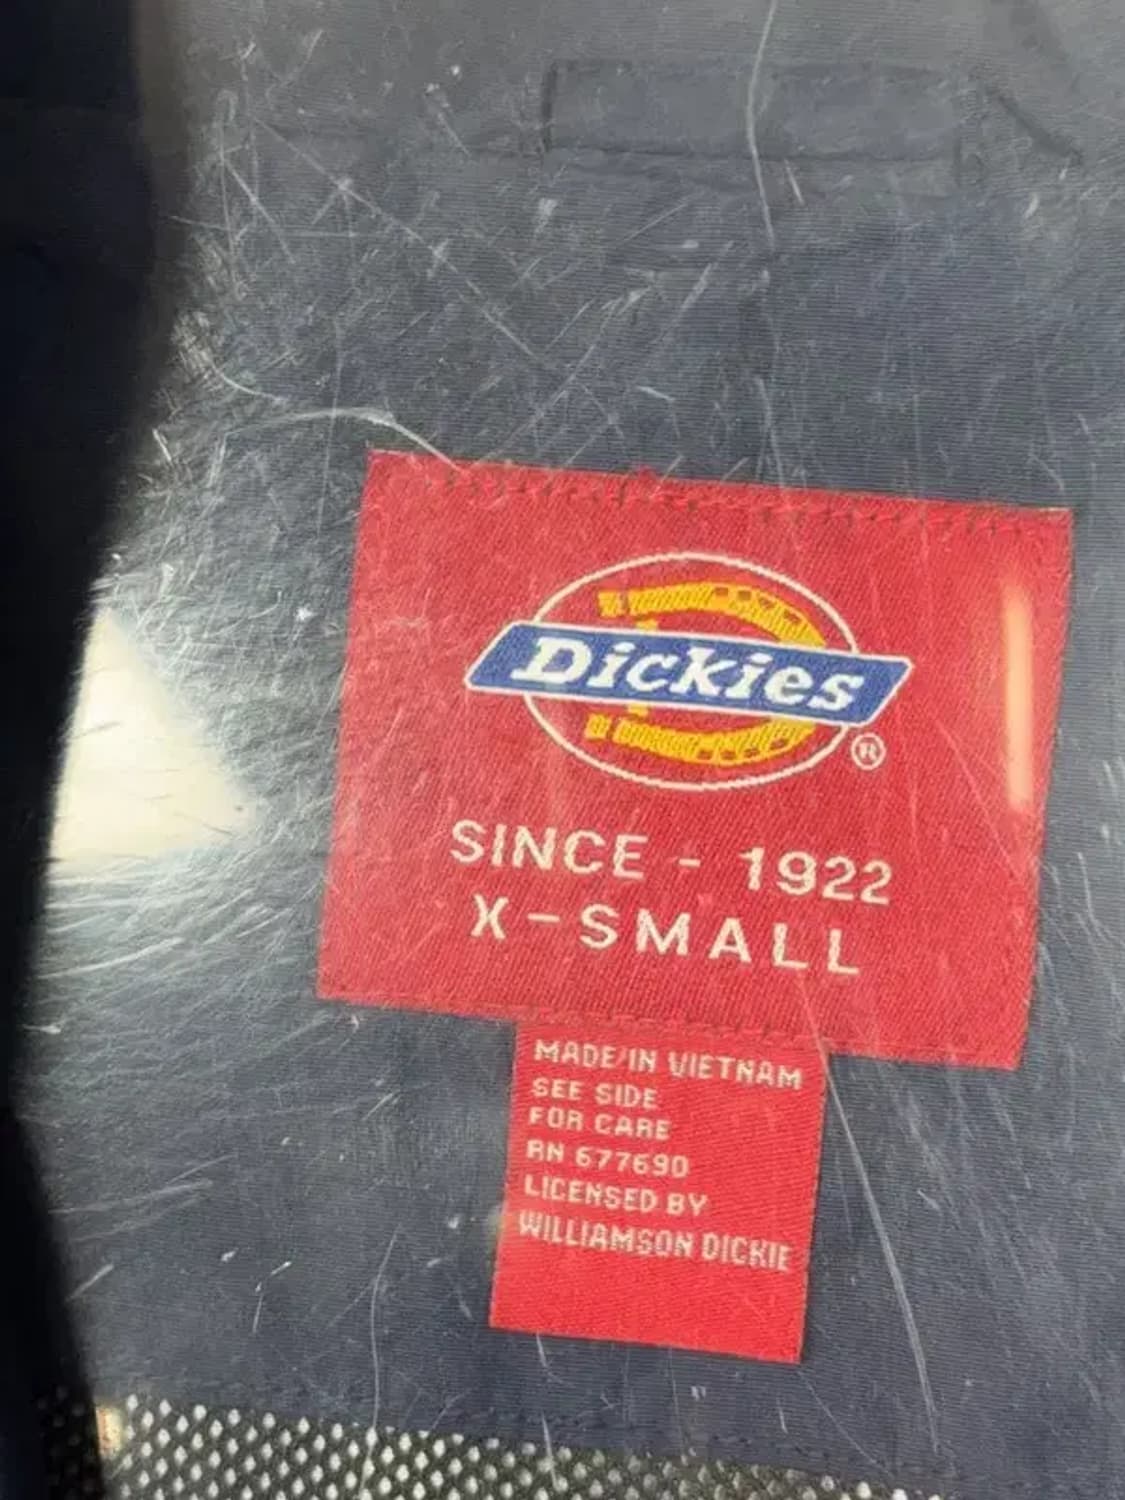 Dickies®
SINCE - 1922
X-SMALL
MADE IN VIETNAM
SEE SIDE
FOR CARE
RN 677690
LICENSED BY
WILLIAMSON DICKIE